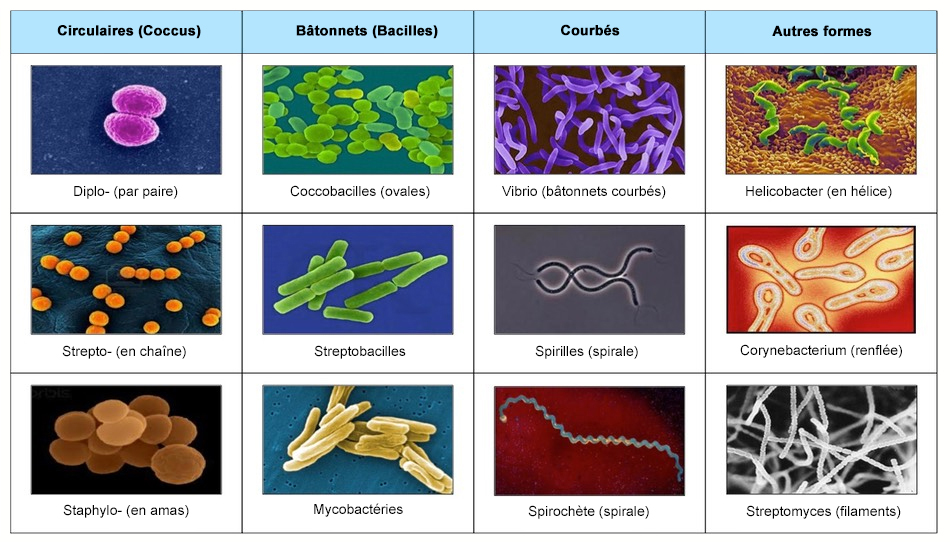 Circulaires (Coccus)
Bâtonnets (Bacilles)
Courbés
Autres formes
Diplo- (par paire)
Coccobacilles (ovales)
Vibrio (bâtonnets courbés)
Helicobacter (en hélice)
Strepto- (en chaîne)
Streptobacilles
Spirilles (spirale)
Corynebacterium (renflée)
Staphylo- (en amas)
Mycobactéries
Spirochète (spirale)
Streptomyces (filaments)